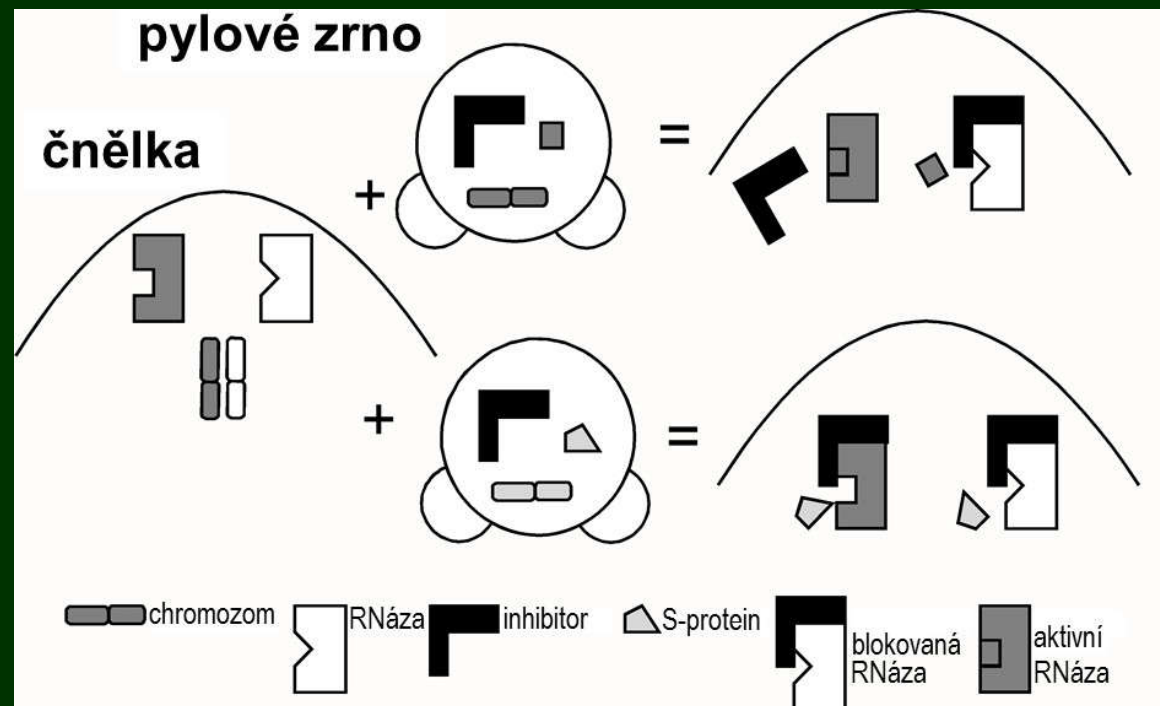 pylové zrno
čnělka
+
=
+
=
chromozom
RNáza
inhibitor
S-protein
blokovaná
RNáza
aktivní
RNáza